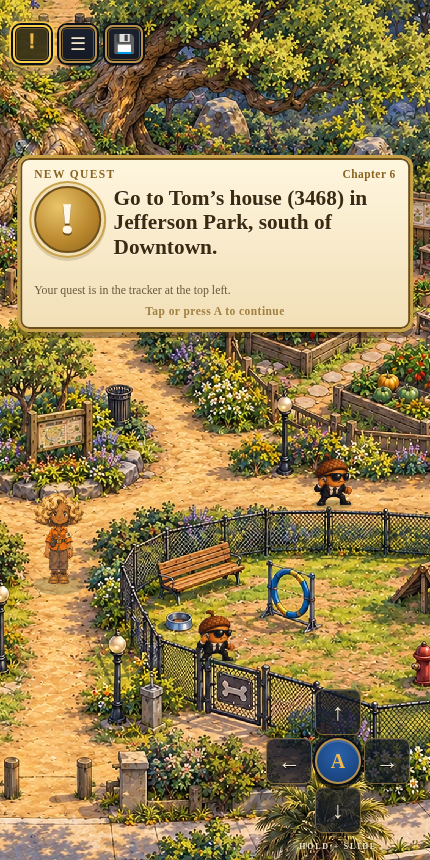 !
☰
NEW QUEST
Chapter 6
!
Go to Tom’s house (3468) in
Jefferson Park, south of
Downtown.
Your quest is in the tracker at the top left.
Tap or press A to continue
↑
← A →
↓
HOLD · SLIDE